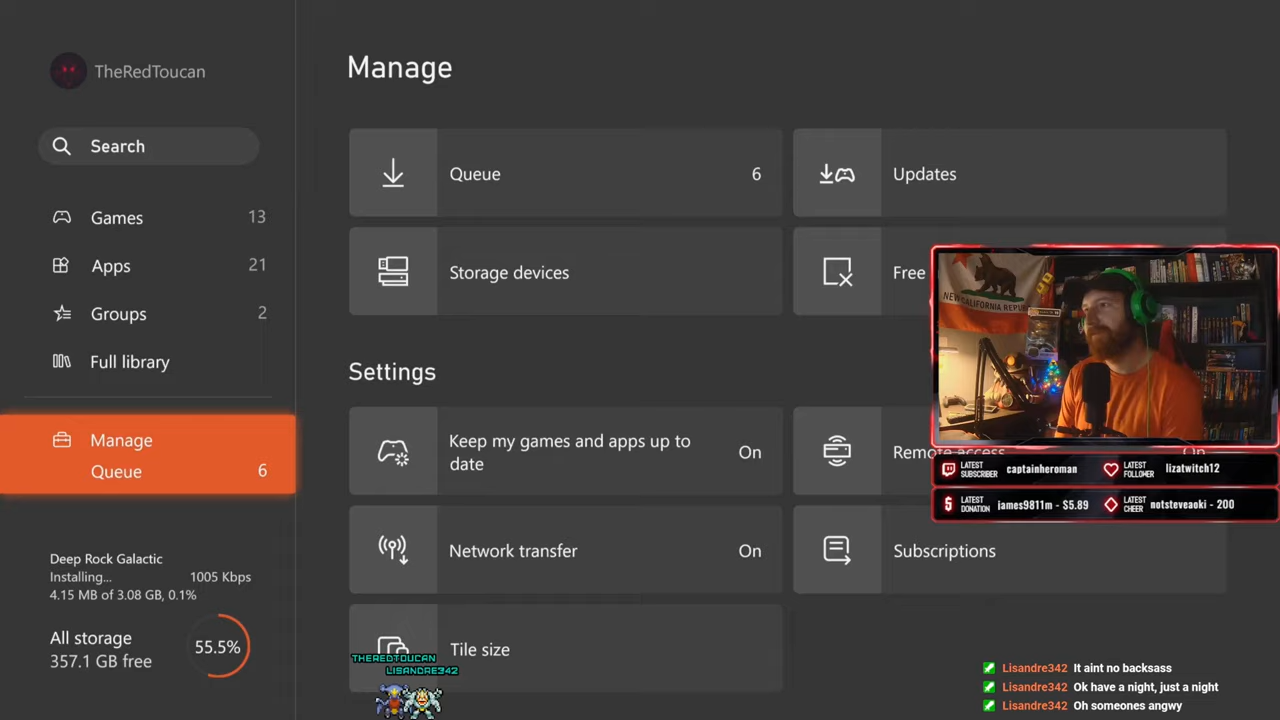 TheRedToucan
Search
Games 13
Apps 21
Groups 2
Full library
Manage
Queue 6
Deep Rock Galactic
Installing... 1005 Kbps
4.15 MB of 3.08 GB, 0.1%
All storage
357.1 GB free
55.5%
Manage
Queue 6
Updates
Storage devices
Free
Settings
Keep my games and apps up to
date
On
Remote access
Network transfer On
Subscriptions
Tile size
NEW CALIFORNIA REPU
LATEST
SUBSCRIBER
captainheroman
LATEST
FOLLOWER
lizatwitch12
LATEST
DONATION
james9811m - $5.89
LATEST
CHEER
notsteveaoki - 200
THEREDTOUCAN
LISANDRE342
Lisandre342 It aint no backsass
Lisandre342 Ok have a night, just a night
Lisandre342 Oh someones angwy